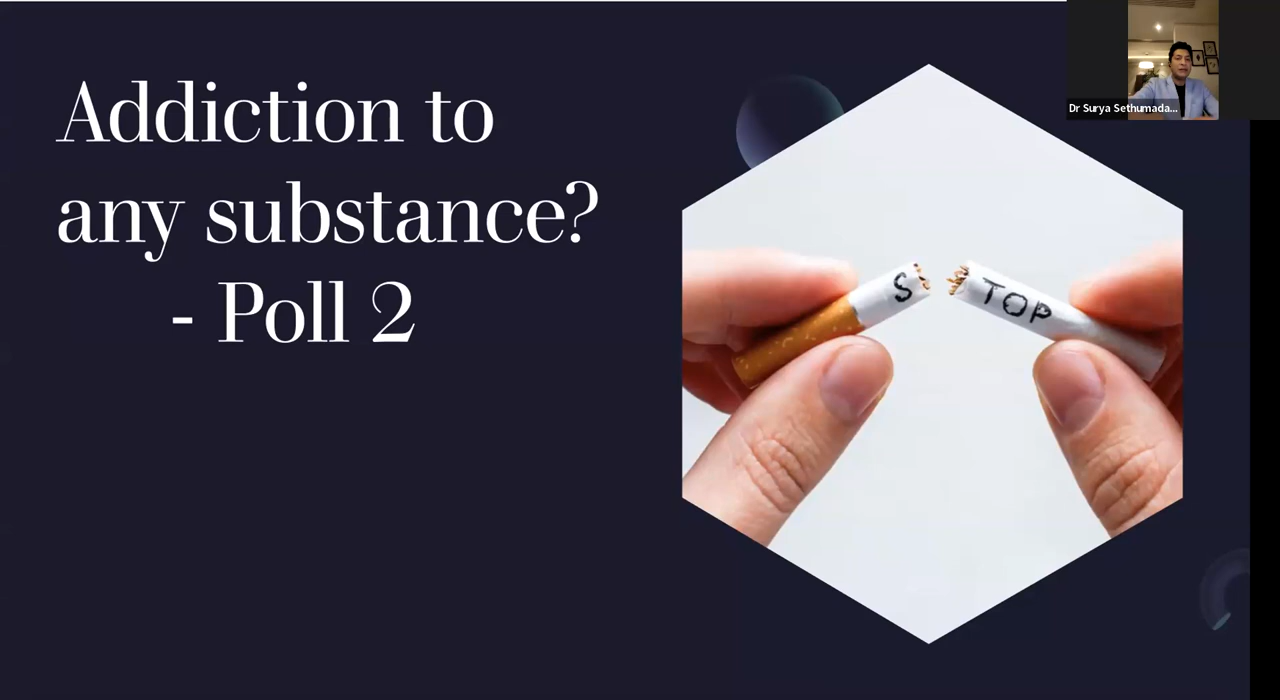 Addiction to
any substance?
- Poll 2
S TOP
Dr Surya Sethumada...